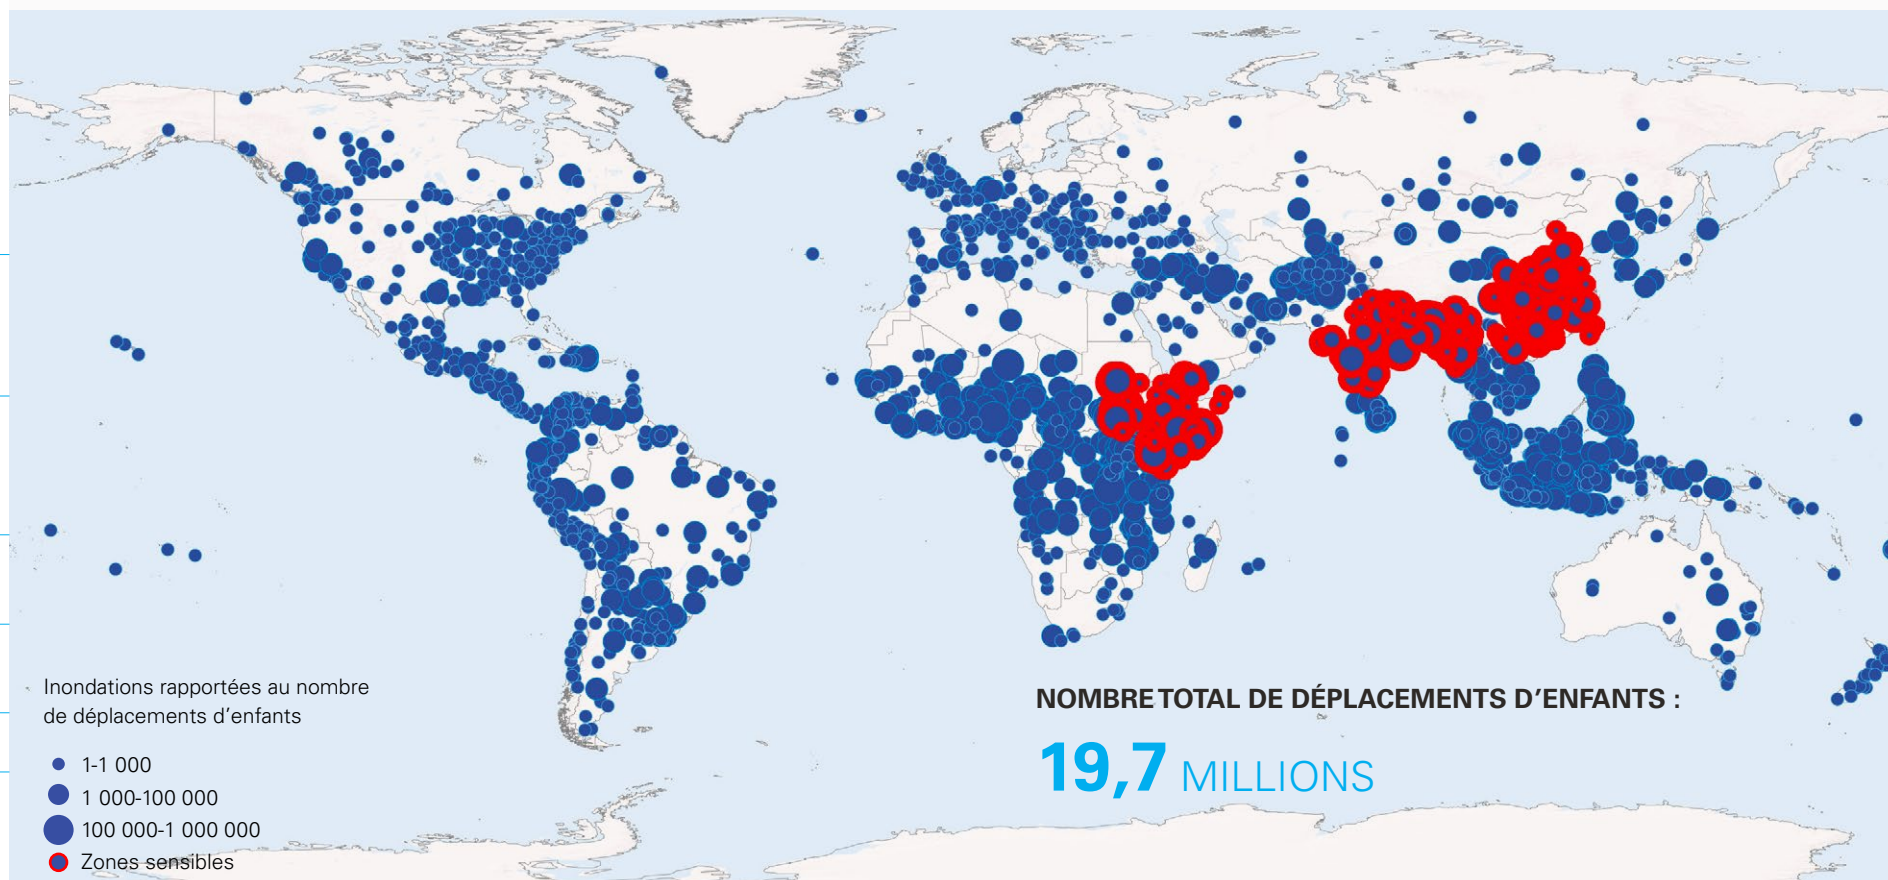 Inondations rapportées au nombre
de déplacements d'enfants
1-1 000
1 000-100 000
100 000-1 000 000
Zones sensibles
NOMBRE TOTAL DE DÉPLACEMENTS D'ENFANTS :
19,7 MILLIONS